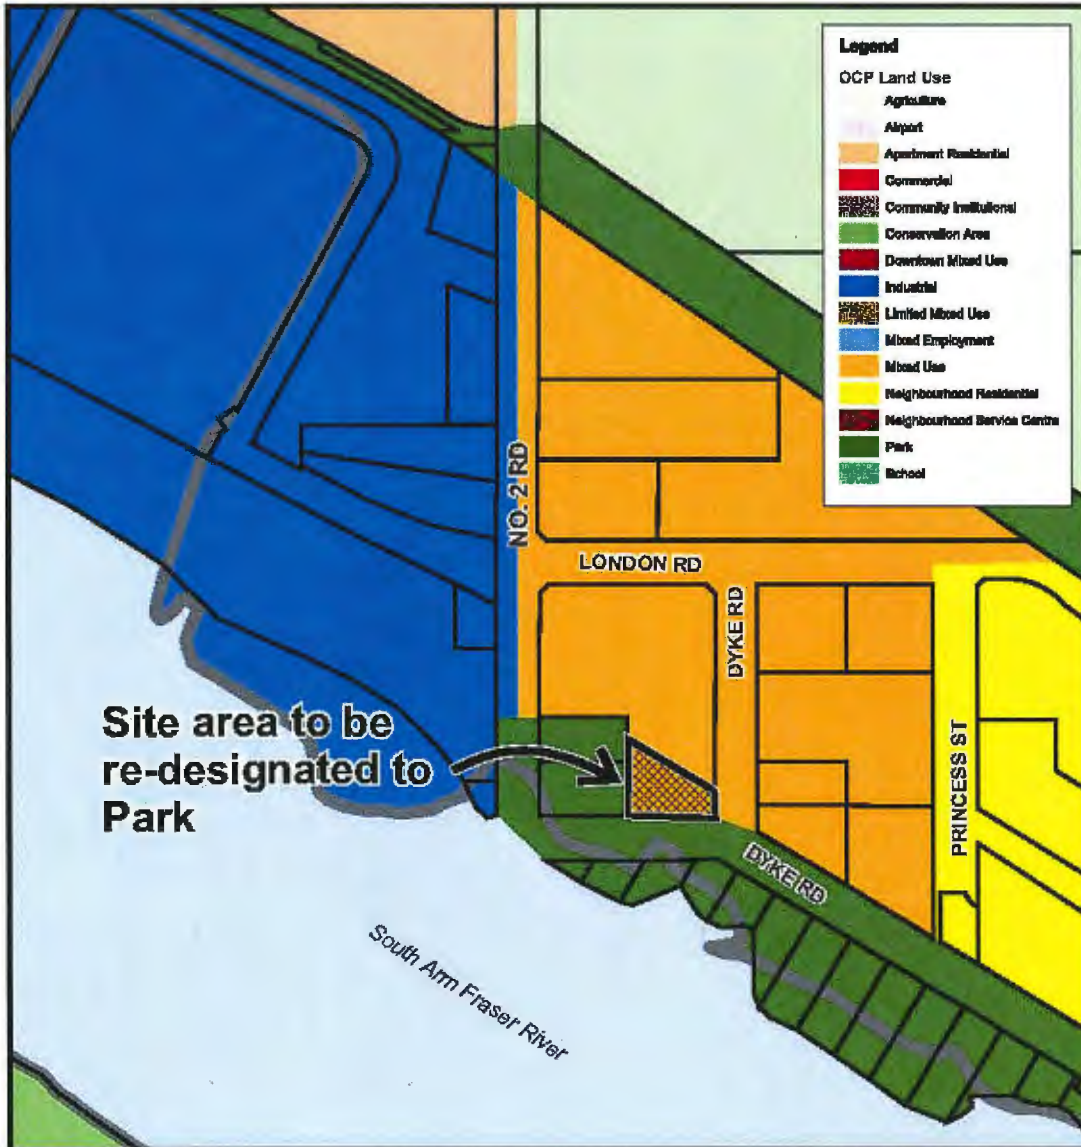 Legend
OCP Land Use
Agriculture
Airport
Apartment Residential
Commercial
Community Institutional
Conservation Area
Downtown Mixed Use
Industrial
Limited Mixed Use
Mixed Employment
Mixed Use
Neighbourhood Residential
Neighbourhood Service Centre
Park
School
NO. 2 RD
LONDON RD
DYKE RD
PRINCESS ST
Site area to be
re-designated to
Park
DYKE RD
South Arm Fraser River